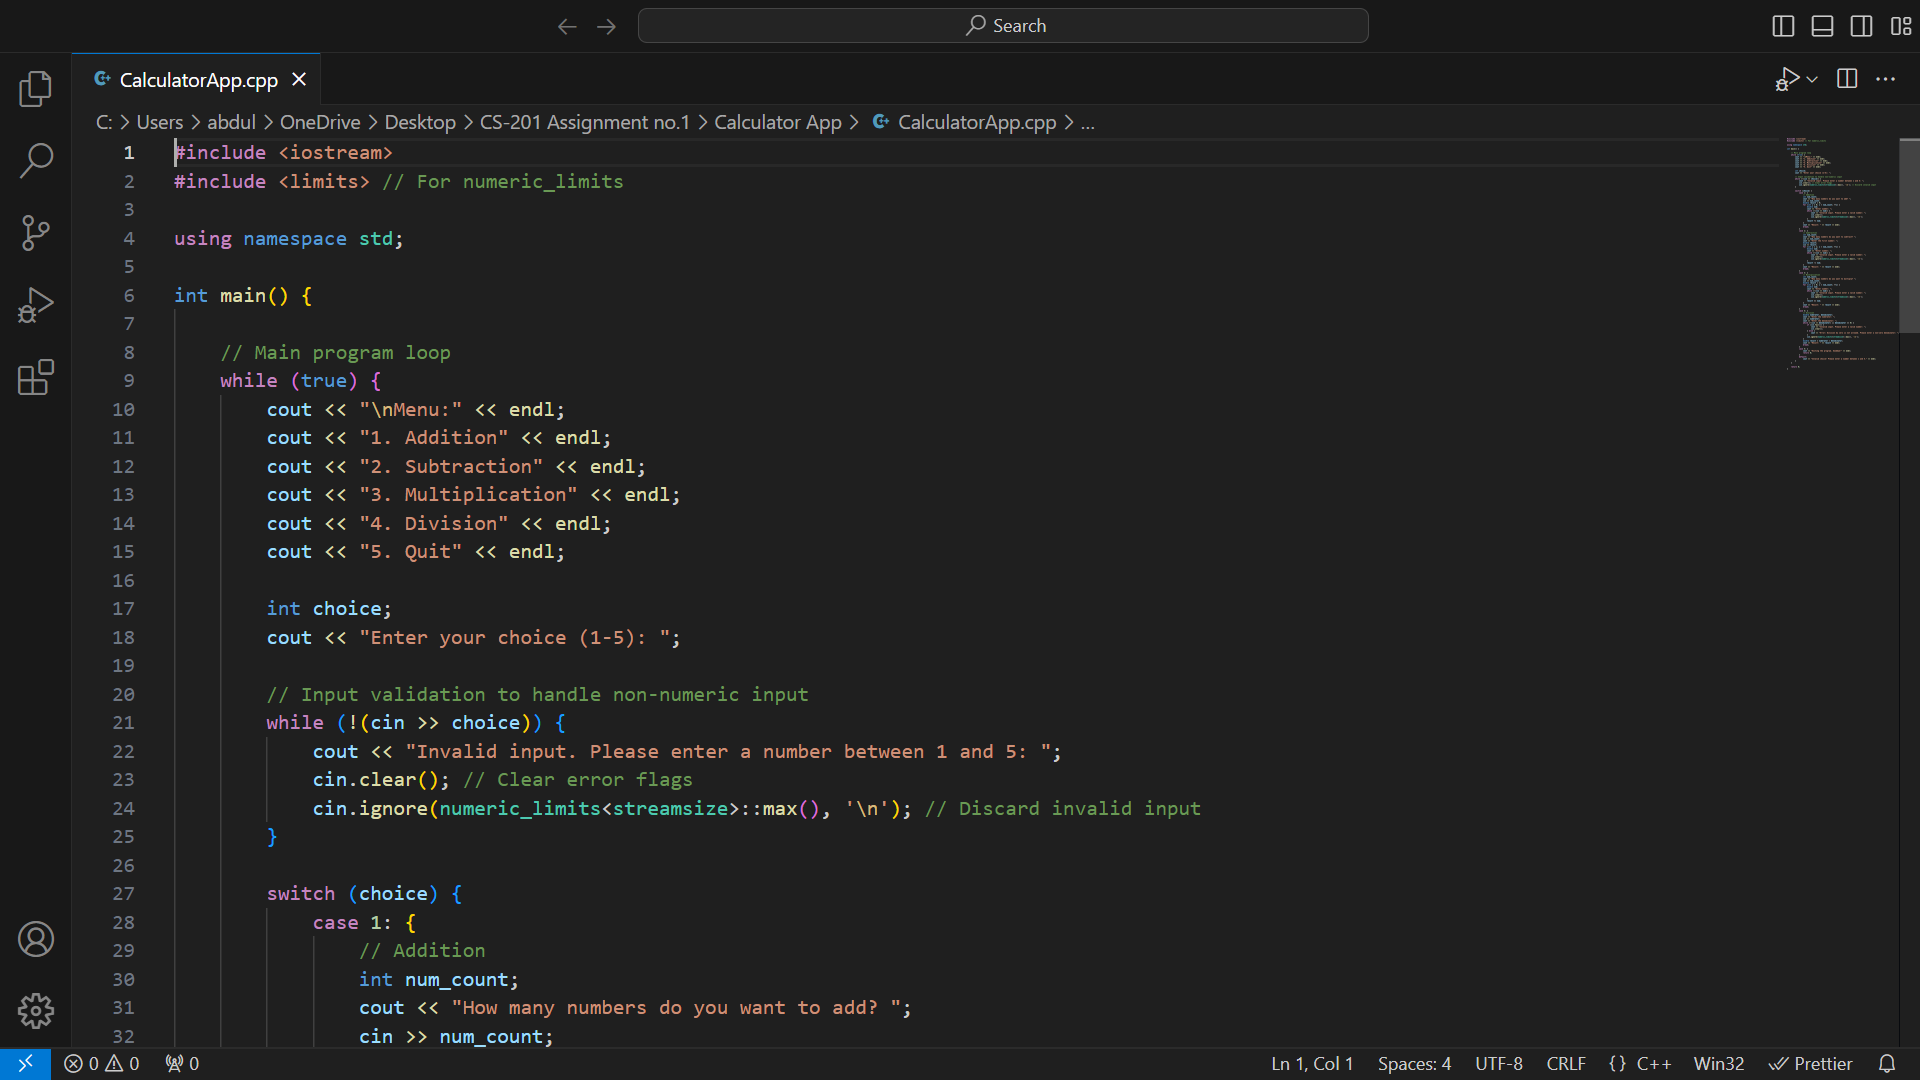 Search
CalculatorApp.cpp
C: > Users > abdul > OneDrive > Desktop > CS-201 Assignment no.1 > Calculator App > CalculatorApp.cpp > ...
1 #include <iostream>
2 #include <limits> // For numeric_limits
3
4 using namespace std;
5
6 int main() {
7
8 // Main program loop
9 while (true) {
10 cout << "\nMenu:" << endl;
11 cout << "1. Addition" << endl;
12 cout << "2. Subtraction" << endl;
13 cout << "3. Multiplication" << endl;
14 cout << "4. Division" << endl;
15 cout << "5. Quit" << endl;
16
17 int choice;
18 cout << "Enter your choice (1-5): ";
19
20 // Input validation to handle non-numeric input
21 while (!(cin >> choice)) {
22 cout << "Invalid input. Please enter a number between 1 and 5: ";
23 cin.clear(); // Clear error flags
24 cin.ignore(numeric_limits<streamsize>::max(), '\n'); // Discard invalid input
25 }
26
27 switch (choice) {
28 case 1: {
29 // Addition
30 int num_count;
31 cout << "How many numbers do you want to add? ";
32 cin >> num_count;
0 0 0 Ln 1, Col 1 Spaces: 4 UTF-8 CRLF {} C++ Win32 Prettier